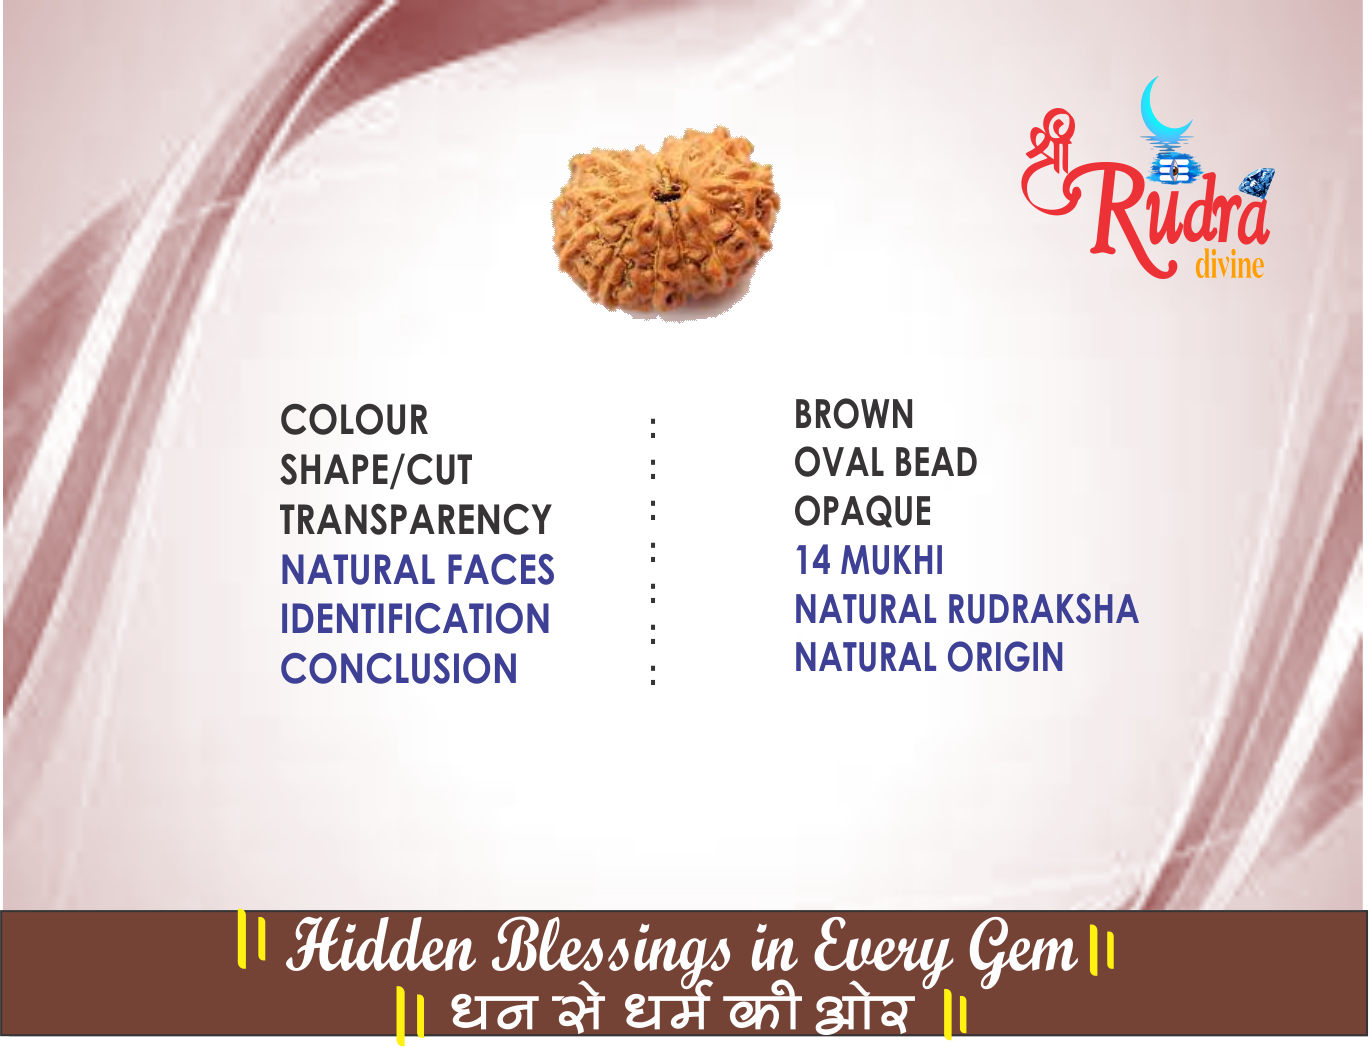 श्री
Rudra
divine
COLOUR : BROWN
SHAPE/CUT : OVAL BEAD
TRANSPARENCY : OPAQUE
NATURAL FACES : 14 MUKHI
IDENTIFICATION : NATURAL RUDRAKSHA
CONCLUSION : NATURAL ORIGIN
:
|| Hidden Blessings in Every Gem ||
|| धन से धर्म की ओर ||